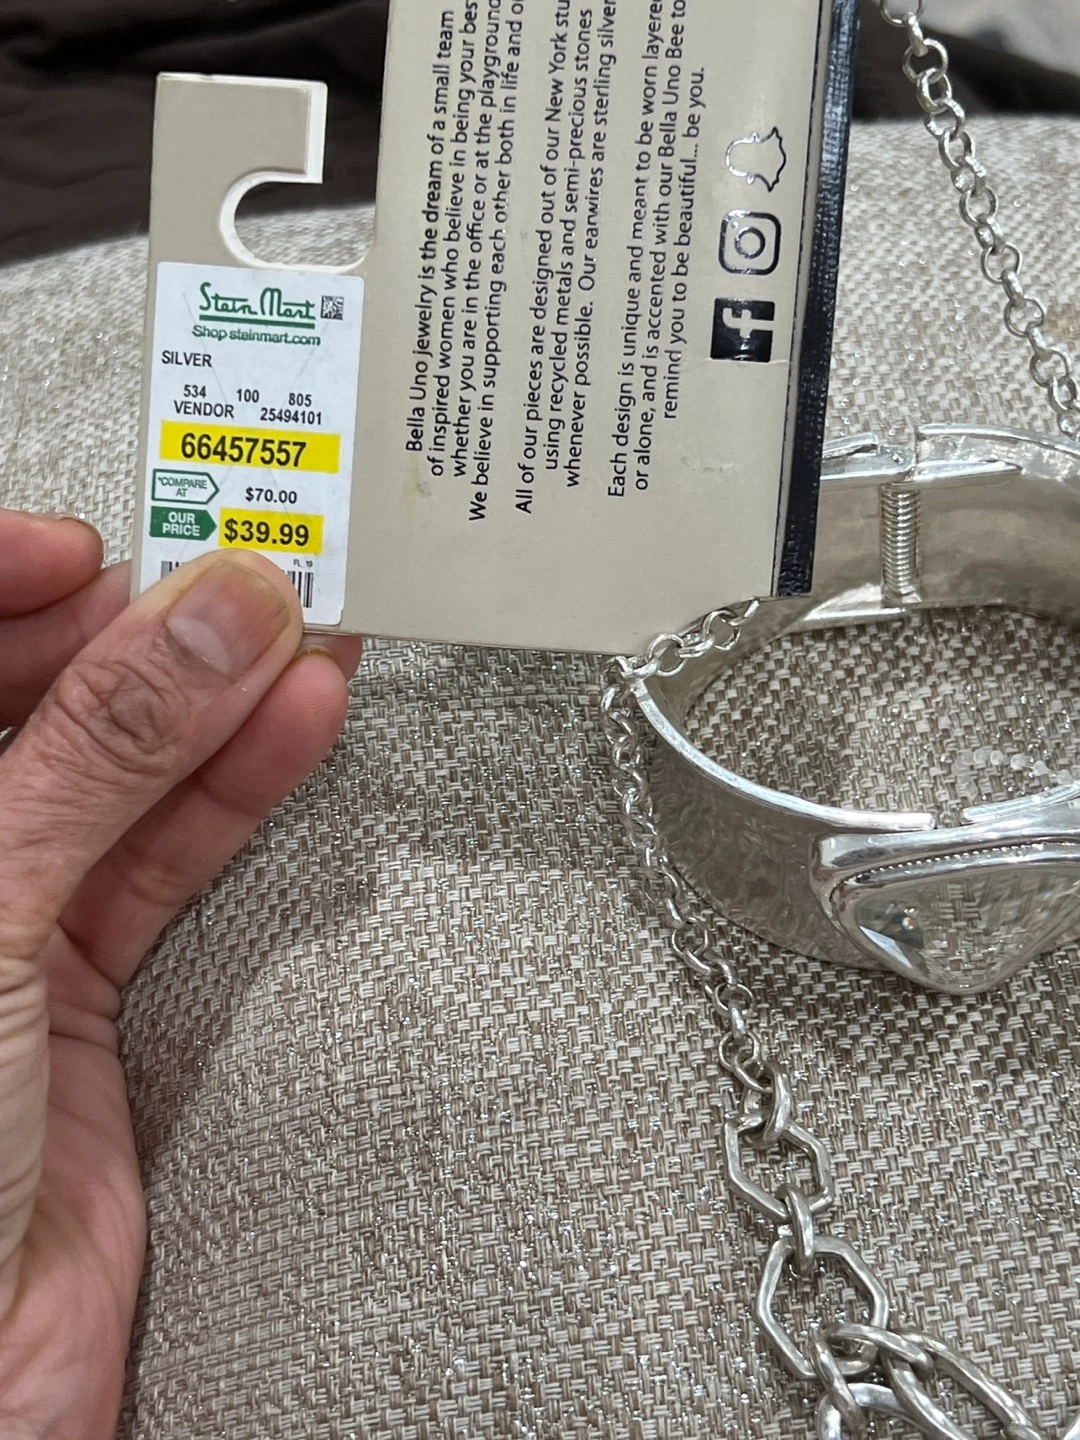 Stein Mart
Shop steinmart.com
SILVER
534 100 805
VENDOR 25494101
66457557
*COMPARE
AT
$70.00
OUR
PRICE
$39.99
FL 19
Bella Uno jewelry is the dream of a small team
of inspired women who believe in being your
whether you are in the office or at the playground
We believe in supporting each other both in life and
All of our pieces are designed out of our New York
using recycled metals and semi-precious stones
whenever possible. Our earwires are sterling silver
Each design is unique and meant to be worn layered
or alone, and is accented with our Bella Uno Bee to
remind you to be beautiful... be you.
f